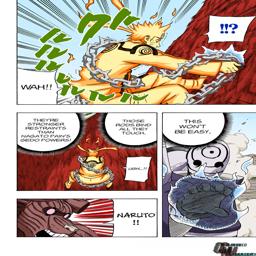 !!?
WAH!!
THIS
WON'T
BE EASY.
THOSE
RODS BIND
ALL THEY
TOUCH.
THEY'RE
STRONGER
RESTRAINTS
THAN
NAGATO PAIN'S
GEDO POWERS.
NARUTO
!!